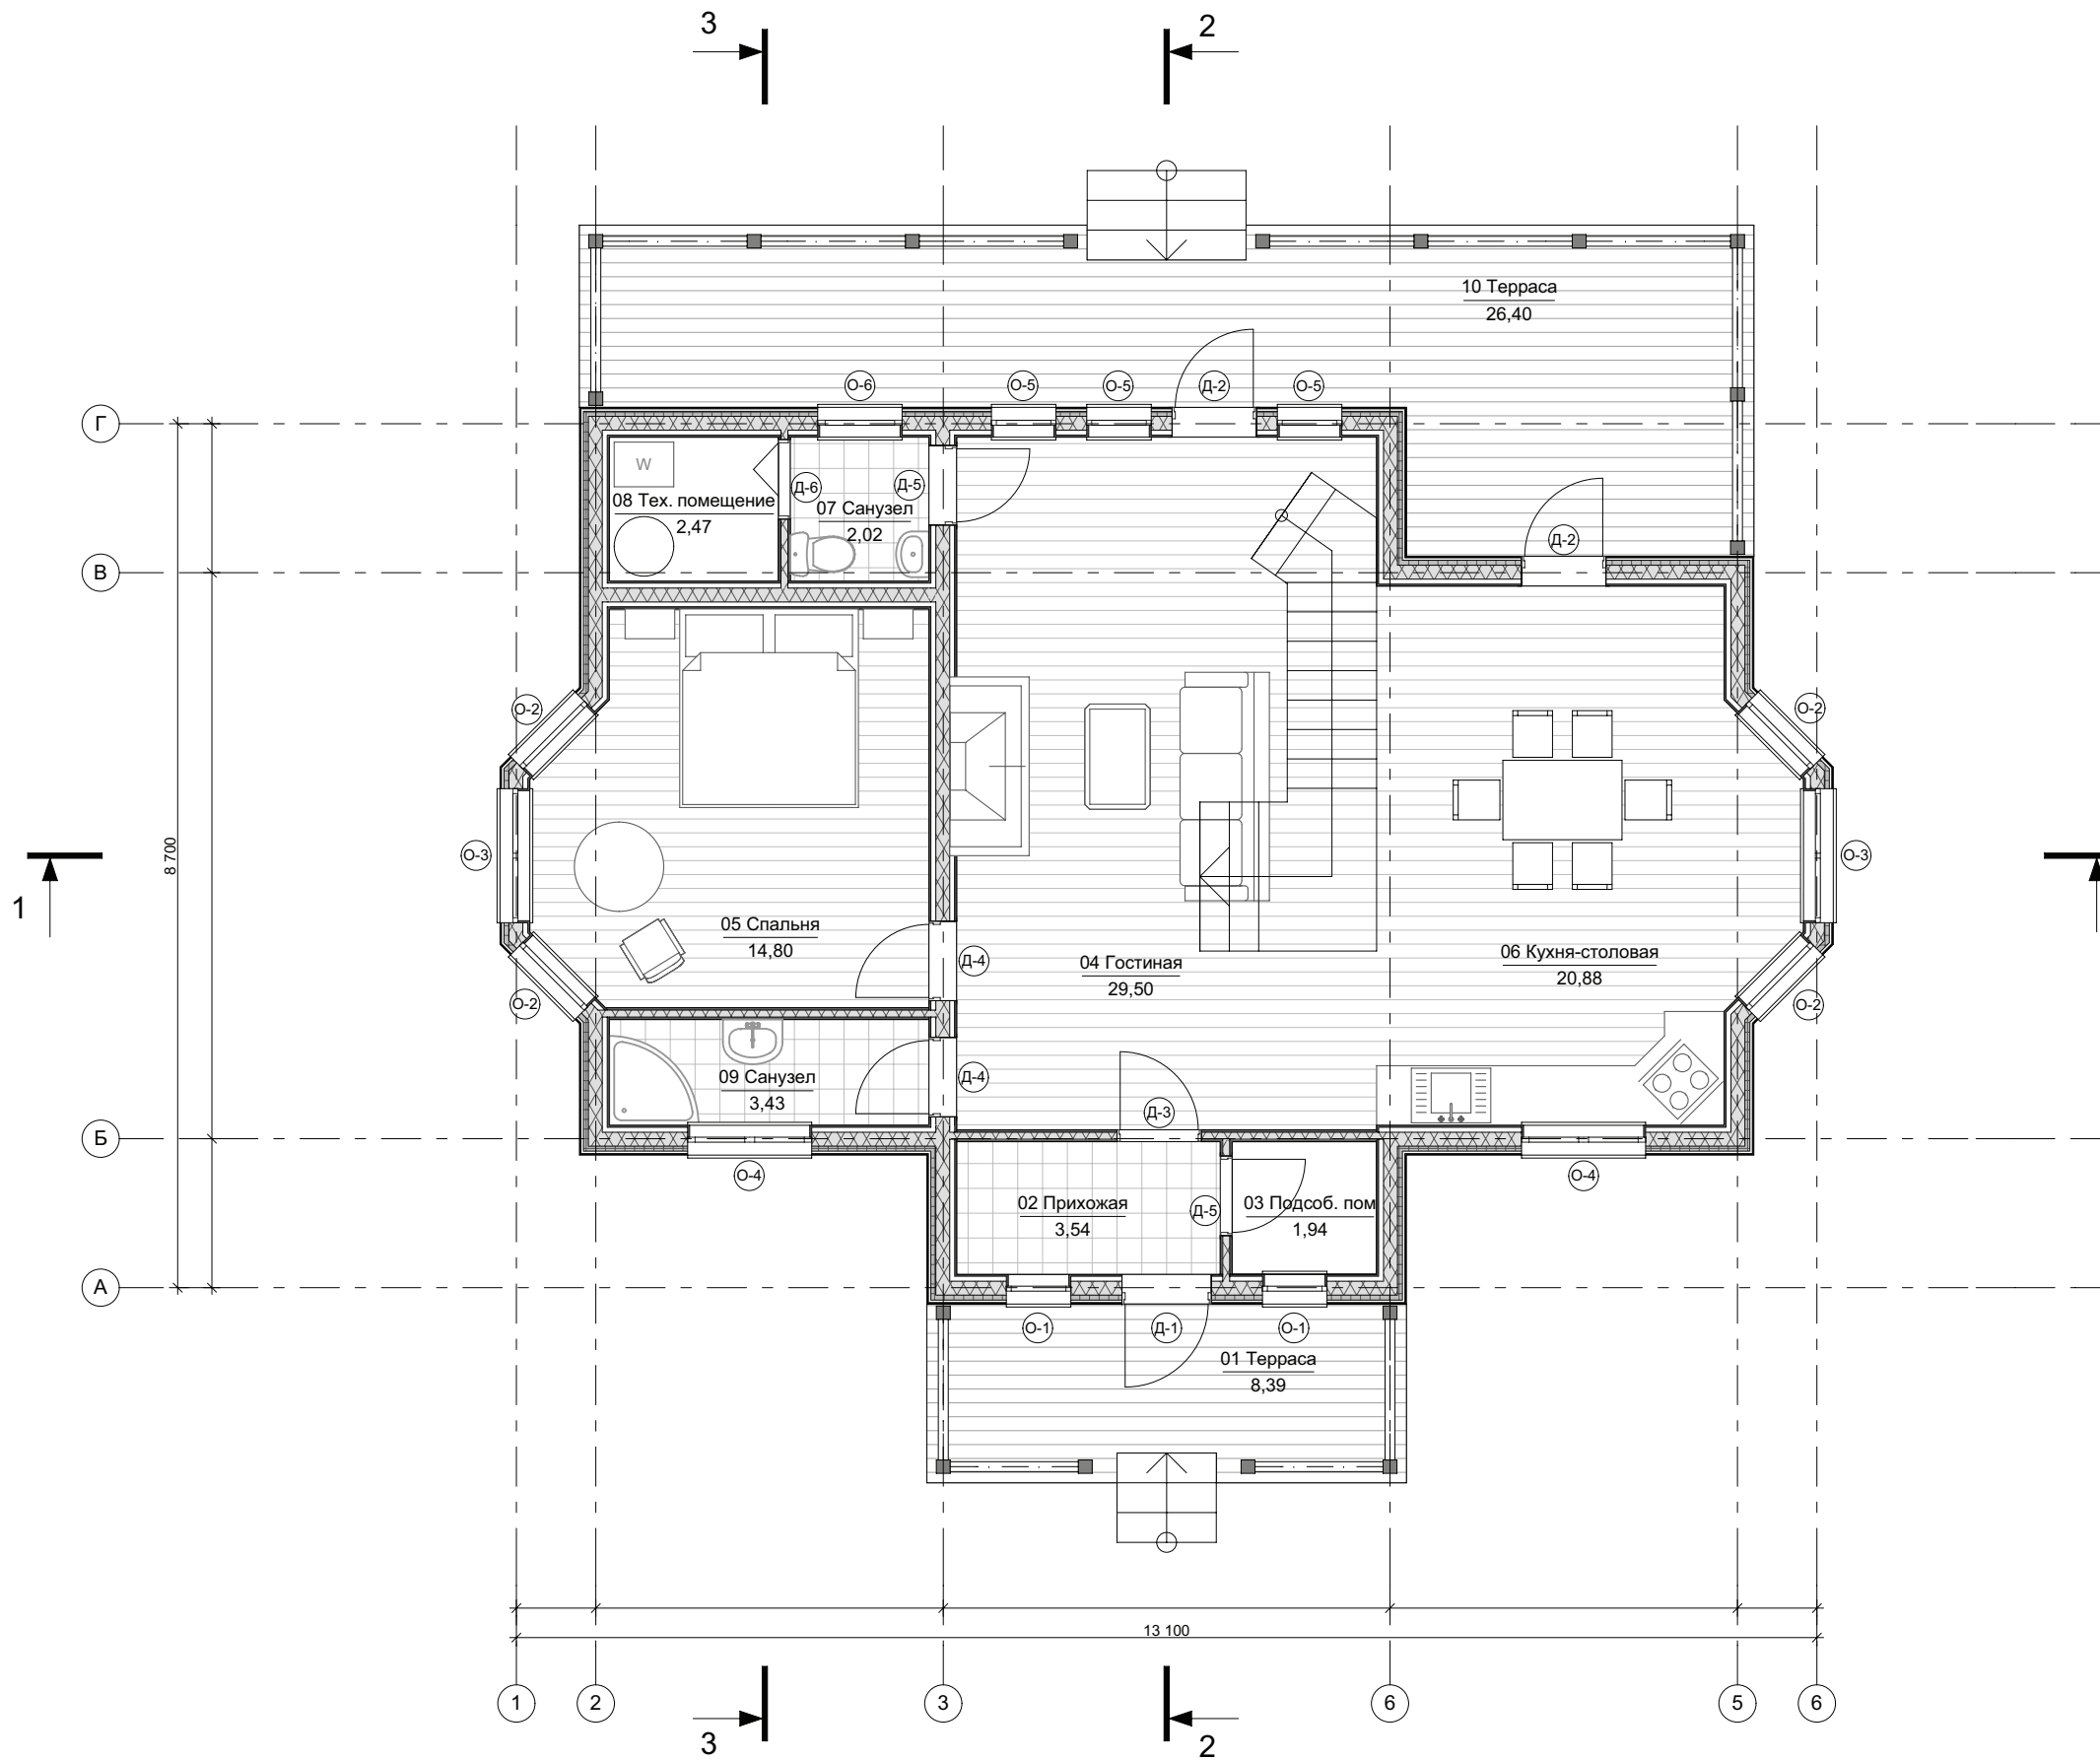 3
2
10 Терраса
26,40
О-6
О-5
О-5
Д-2
О-5
Г
W
08 Тех. помещение
2,47
Д-6
Д-5
07 Санузел
2,02
Д-2
В
О-2
О-2
8 700
О-3
О-3
1
05 Спальня
14,80
Д-4
04 Гостиная
29,50
06 Кухня-столовая
20,88
О-2
О-2
09 Санузел
3,43
Д-4
Д-3
Б
О-4
О-4
02 Прихожая
3,54
Д-5
03 Подсоб. пом
1,94
А
О-1
Д-1
О-1
01 Терраса
8,39
13 100
1
2
3
6
5
6
3
2